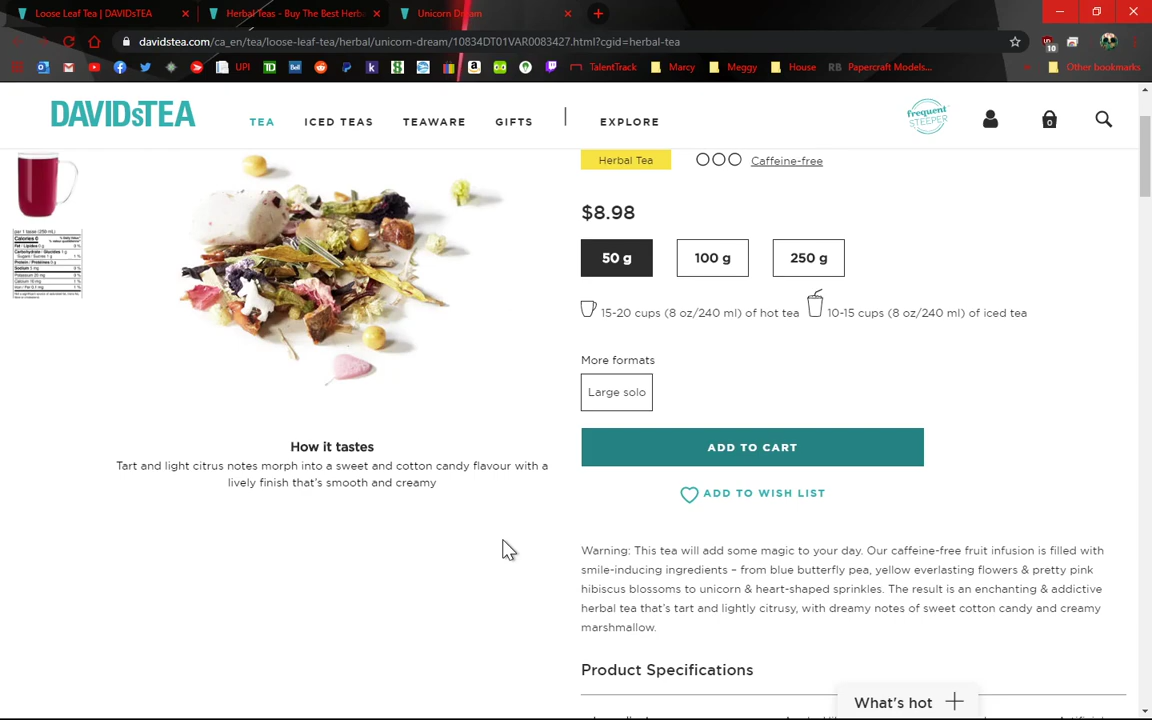 Loose Leaf Tea | DAVIDsTEA
Herbal Teas - Buy The Best Herb
Unicorn Dream
davidstea.com/ca_en/tea/loose-leaf-tea/herbal/unicorn-dream/10834DT01VAR0083427.html?cgid=herbal-tea
10
UPI
TalentTrack
Marcy
Meggy
House
RB Papercraft Models...
Other bookmarks
DAVIDsTEA
TEA
ICED TEAS
TEAWARE
GIFTS
EXPLORE
frequent STEEPER
0
Herbal Tea
Caffeine-free
$8.98
50 g
100 g
250 g
15-20 cups (8 oz/240 ml) of hot tea
10-15 cups (8 oz/240 ml) of iced tea
More formats
Large solo
ADD TO CART
ADD TO WISH LIST
How it tastes
Tart and light citrus notes morph into a sweet and cotton candy flavour with a
lively finish that's smooth and creamy
Warning: This tea will add some magic to your day. Our caffeine-free fruit infusion is filled with
smile-inducing ingredients – from blue butterfly pea, yellow everlasting flowers & pretty pink
hibiscus blossoms to unicorn & heart-shaped sprinkles. The result is an enchanting & addictive
herbal tea that's tart and lightly citrusy, with dreamy notes of sweet cotton candy and creamy
marshmallow.
Product Specifications
What's hot